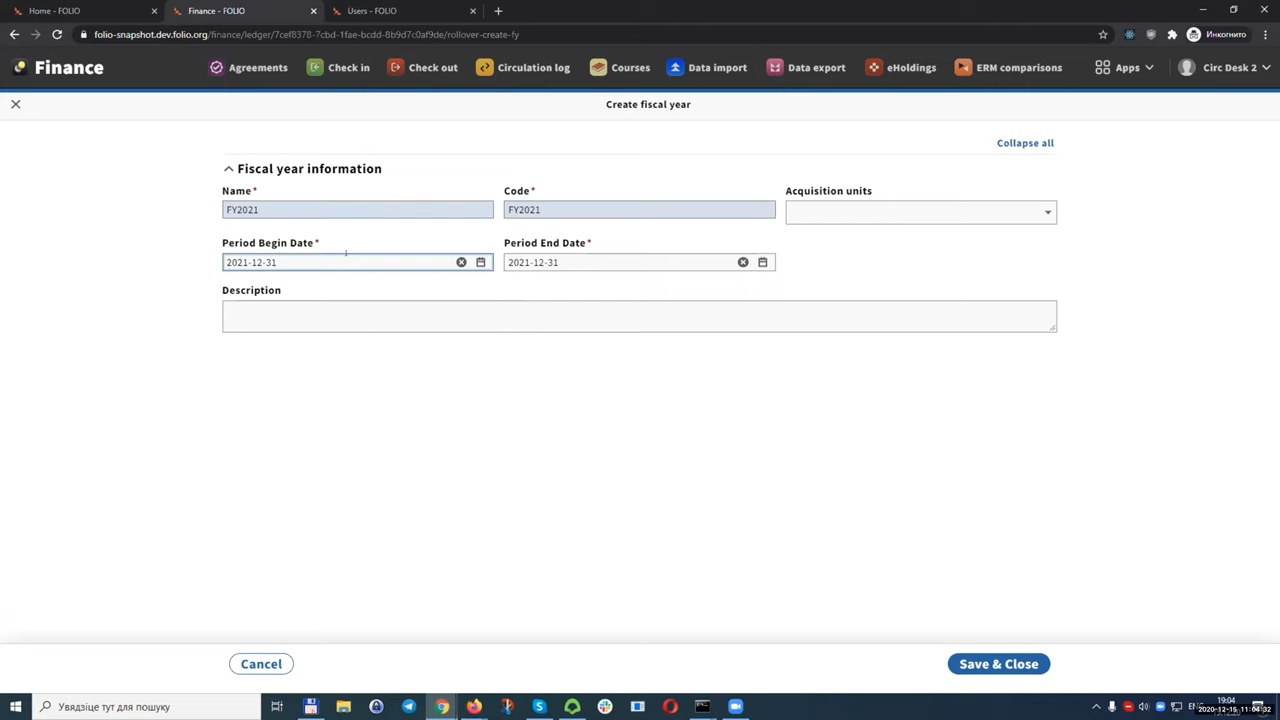 Home - FOLIO
Finance - FOLIO
Users - FOLIO
folio-snapshot.dev.folio.org/finance/ledger/7cef8378-7cbd-1fae-bcdd-8b9d7c0af9de/rollover-create-fy
Инкогнито
Finance
Agreements
Check in
Check out
Circulation log
Courses
Data import
Data export
eHoldings
ERM comparisons
Apps
Circ Desk 2
Create fiscal year
Collapse all
Fiscal year information
Name*
Code*
Acquisition units
FY2021
FY2021
Period Begin Date*
Period End Date*
2021-12-31
2021-12-31
Description
Cancel
Save & Close
Увядзіце тут для пошуку
19:04
2020-12-15, 11:04:32